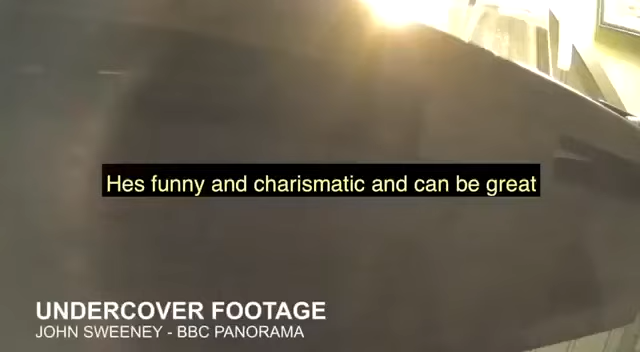 Hes funny and charismatic and can be great
UNDERCOVER FOOTAGE
JOHN SWEENEY - BBC PANORAMA